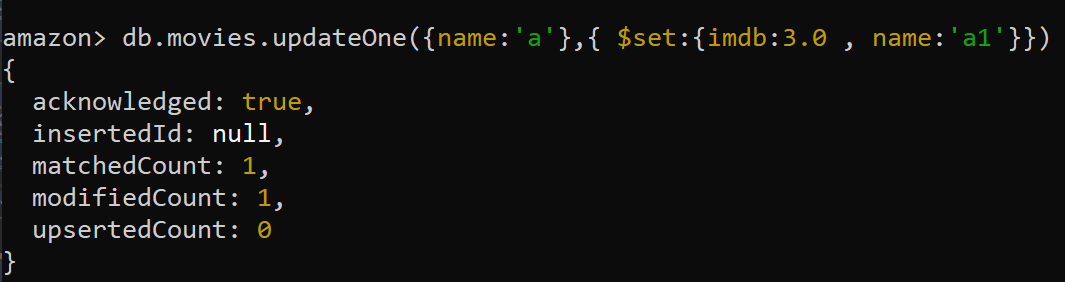 amazon> db.movies.updateOne({name:'a'},{ $set:{imdb:3.0 , name:'a1'}})
{
  acknowledged: true,
  insertedId: null,
  matchedCount: 1,
  modifiedCount: 1,
  upsertedCount: 0
}